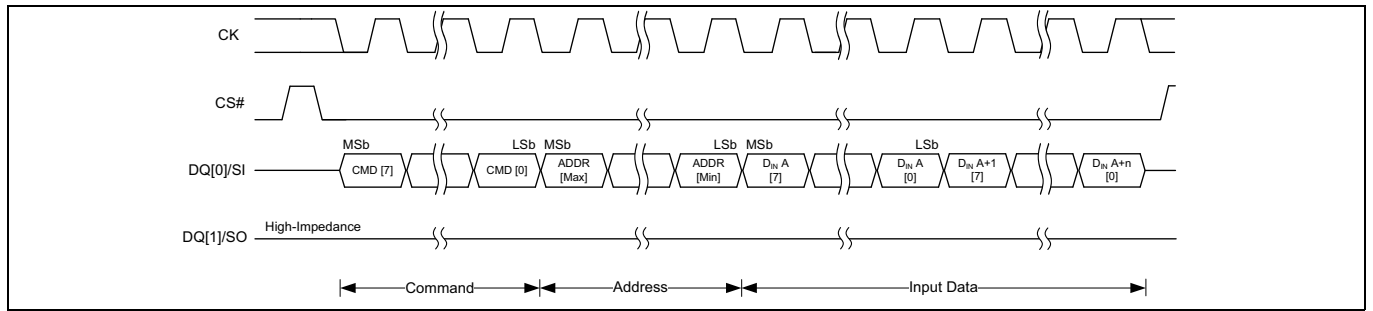 CK
CS#
MSb LSb MSb LSb MSb LSb
DQ[0]/SI CMD [7] CMD [0] ADDR [Max] ADDR [Min] DIN A [7] DIN A [0] DIN A+1 [7] DIN A+n [0]
High-Impedance
DQ[1]/SO
Command Address Input Data